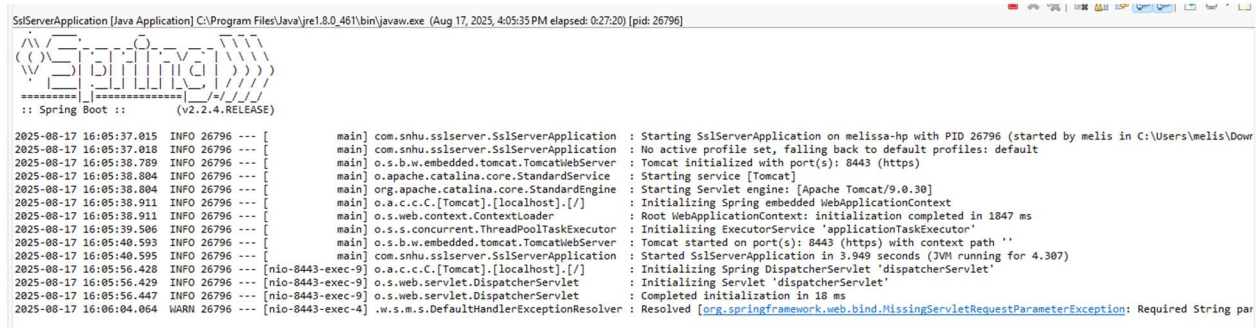 SslServerApplication [Java Application] C:\Program Files\Java\jre1.8.0_461\bin\javaw.exe (Aug 17, 2025, 4:05:35 PM elapsed: 0:27:20) [pid: 26796]
Spring
:: Spring Boot :: (v2.2.4.RELEASE)
2025-08-17 16:05:37.015 INFO 26796 --- [ main] com.snhu.sslserver.SslServerApplication : Starting SslServerApplication on melissa-hp with PID 26796 (started by melis in C:\Users\melis\Dowr
2025-08-17 16:05:37.018 INFO 26796 --- [ main] com.snhu.sslserver.SslServerApplication : No active profile set, falling back to default profiles: default
2025-08-17 16:05:38.789 INFO 26796 --- [ main] o.s.b.w.embedded.tomcat.TomcatWebServer : Tomcat initialized with port(s): 8443 (https)
2025-08-17 16:05:38.804 INFO 26796 --- [ main] o.apache.catalina.core.StandardService : Starting service [Tomcat]
2025-08-17 16:05:38.804 INFO 26796 --- [ main] org.apache.catalina.core.StandardEngine : Starting Servlet engine: [Apache Tomcat/9.0.30]
2025-08-17 16:05:38.911 INFO 26796 --- [ main] o.a.c.c.C.[Tomcat].[localhost].[/] : Initializing Spring embedded WebApplicationContext
2025-08-17 16:05:38.911 INFO 26796 --- [ main] o.s.web.context.ContextLoader : Root WebApplicationContext: initialization completed in 1847 ms
2025-08-17 16:05:39.506 INFO 26796 --- [ main] o.s.s.concurrent.ThreadPoolTaskExecutor : Initializing ExecutorService 'applicationTaskExecutor'
2025-08-17 16:05:40.593 INFO 26796 --- [ main] o.s.b.w.embedded.tomcat.TomcatWebServer : Tomcat started on port(s): 8443 (https) with context path ''
2025-08-17 16:05:40.595 INFO 26796 --- [ main] com.snhu.sslserver.SslServerApplication : Started SslServerApplication in 3.949 seconds (JVM running for 4.307)
2025-08-17 16:05:56.428 INFO 26796 --- [nio-8443-exec-9] o.a.c.c.C.[Tomcat].[localhost].[/] : Initializing Spring DispatcherServlet 'dispatcherServlet'
2025-08-17 16:05:56.429 INFO 26796 --- [nio-8443-exec-9] o.s.web.servlet.DispatcherServlet : Initializing Servlet 'dispatcherServlet'
2025-08-17 16:05:56.447 INFO 26796 --- [nio-8443-exec-9] o.s.web.servlet.DispatcherServlet : Completed initialization in 18 ms
2025-08-17 16:06:04.064 WARN 26796 --- [nio-8443-exec-4] .w.s.m.s.DefaultHandlerExceptionResolver : Resolved [org.springframework.web.bind.MissingServletRequestParameterException: Required String pa